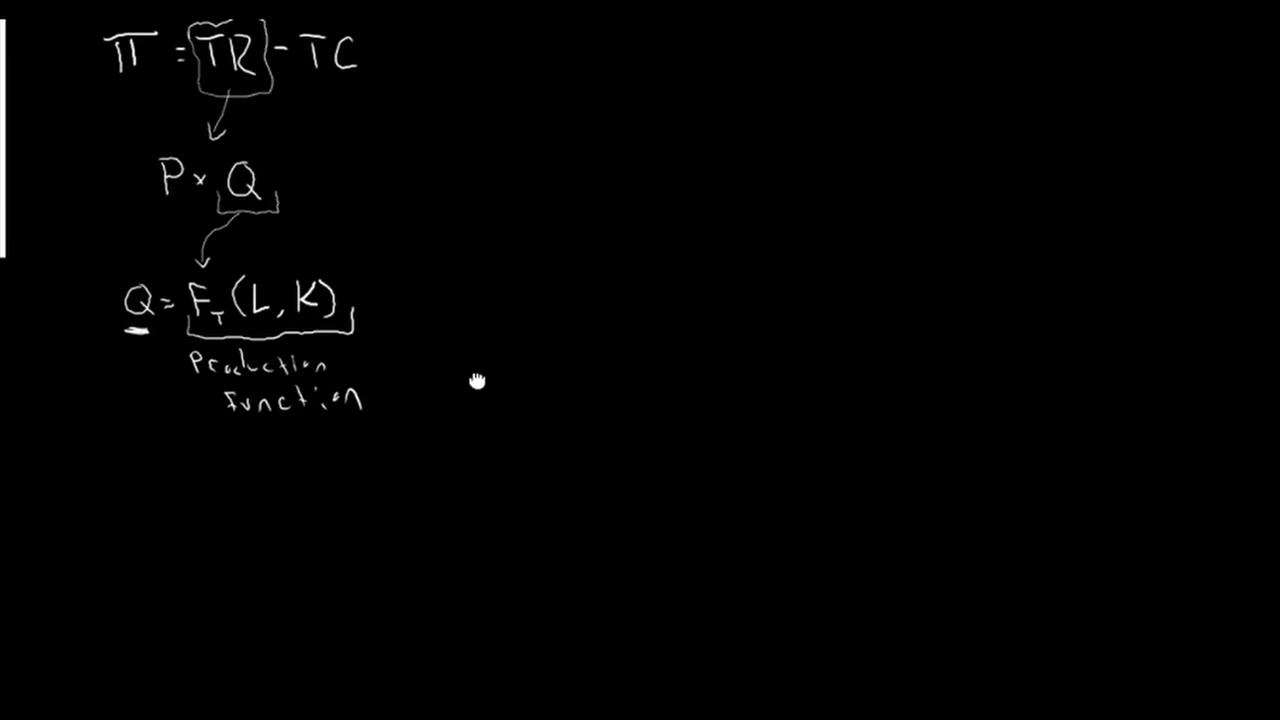 π = TR - TC
P × Q
Q = F_T (L, K)
Production
Function